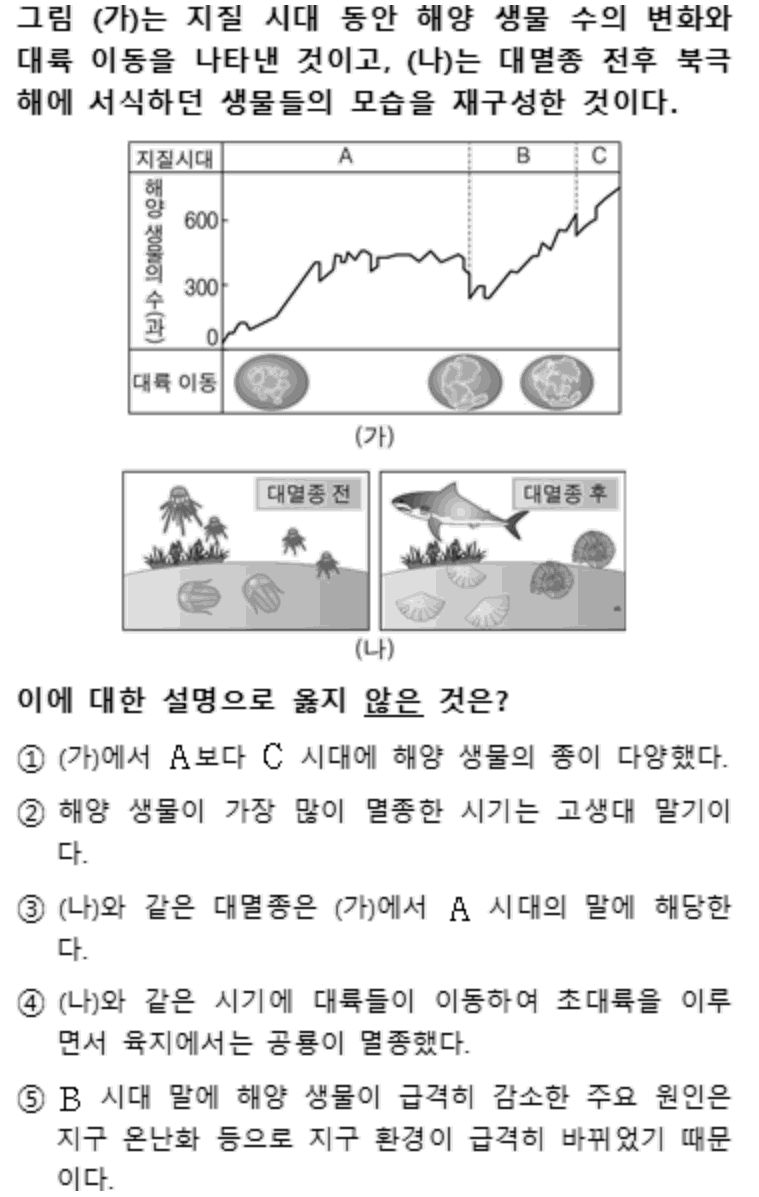 그림 (가)는 지질 시대 동안 해양 생물 수의 변화와
대륙 이동을 나타낸 것이고, (나)는 대멸종 전후 북극
해에 서식하던 생물들의 모습을 재구성한 것이다.
지질시대 A B C
해양 생물의 수(과)
600
300
0
대륙 이동
(가)
대멸종 전 대멸종 후
(나)
이에 대한 설명으로 옳지 않은 것은?
① (가)에서 A보다 C 시대에 해양 생물의 종이 다양했다.
② 해양 생물이 가장 많이 멸종한 시기는 고생대 말기이
다.
③ (나)와 같은 대멸종은 (가)에서 A 시대의 말에 해당한
다.
④ (나)와 같은 시기에 대륙들이 이동하여 초대륙을 이루
면서 육지에서는 공룡이 멸종했다.
⑤ B 시대 말에 해양 생물이 급격히 감소한 주요 원인은
지구 온난화 등으로 지구 환경이 급격히 바뀌었기 때문
이다.